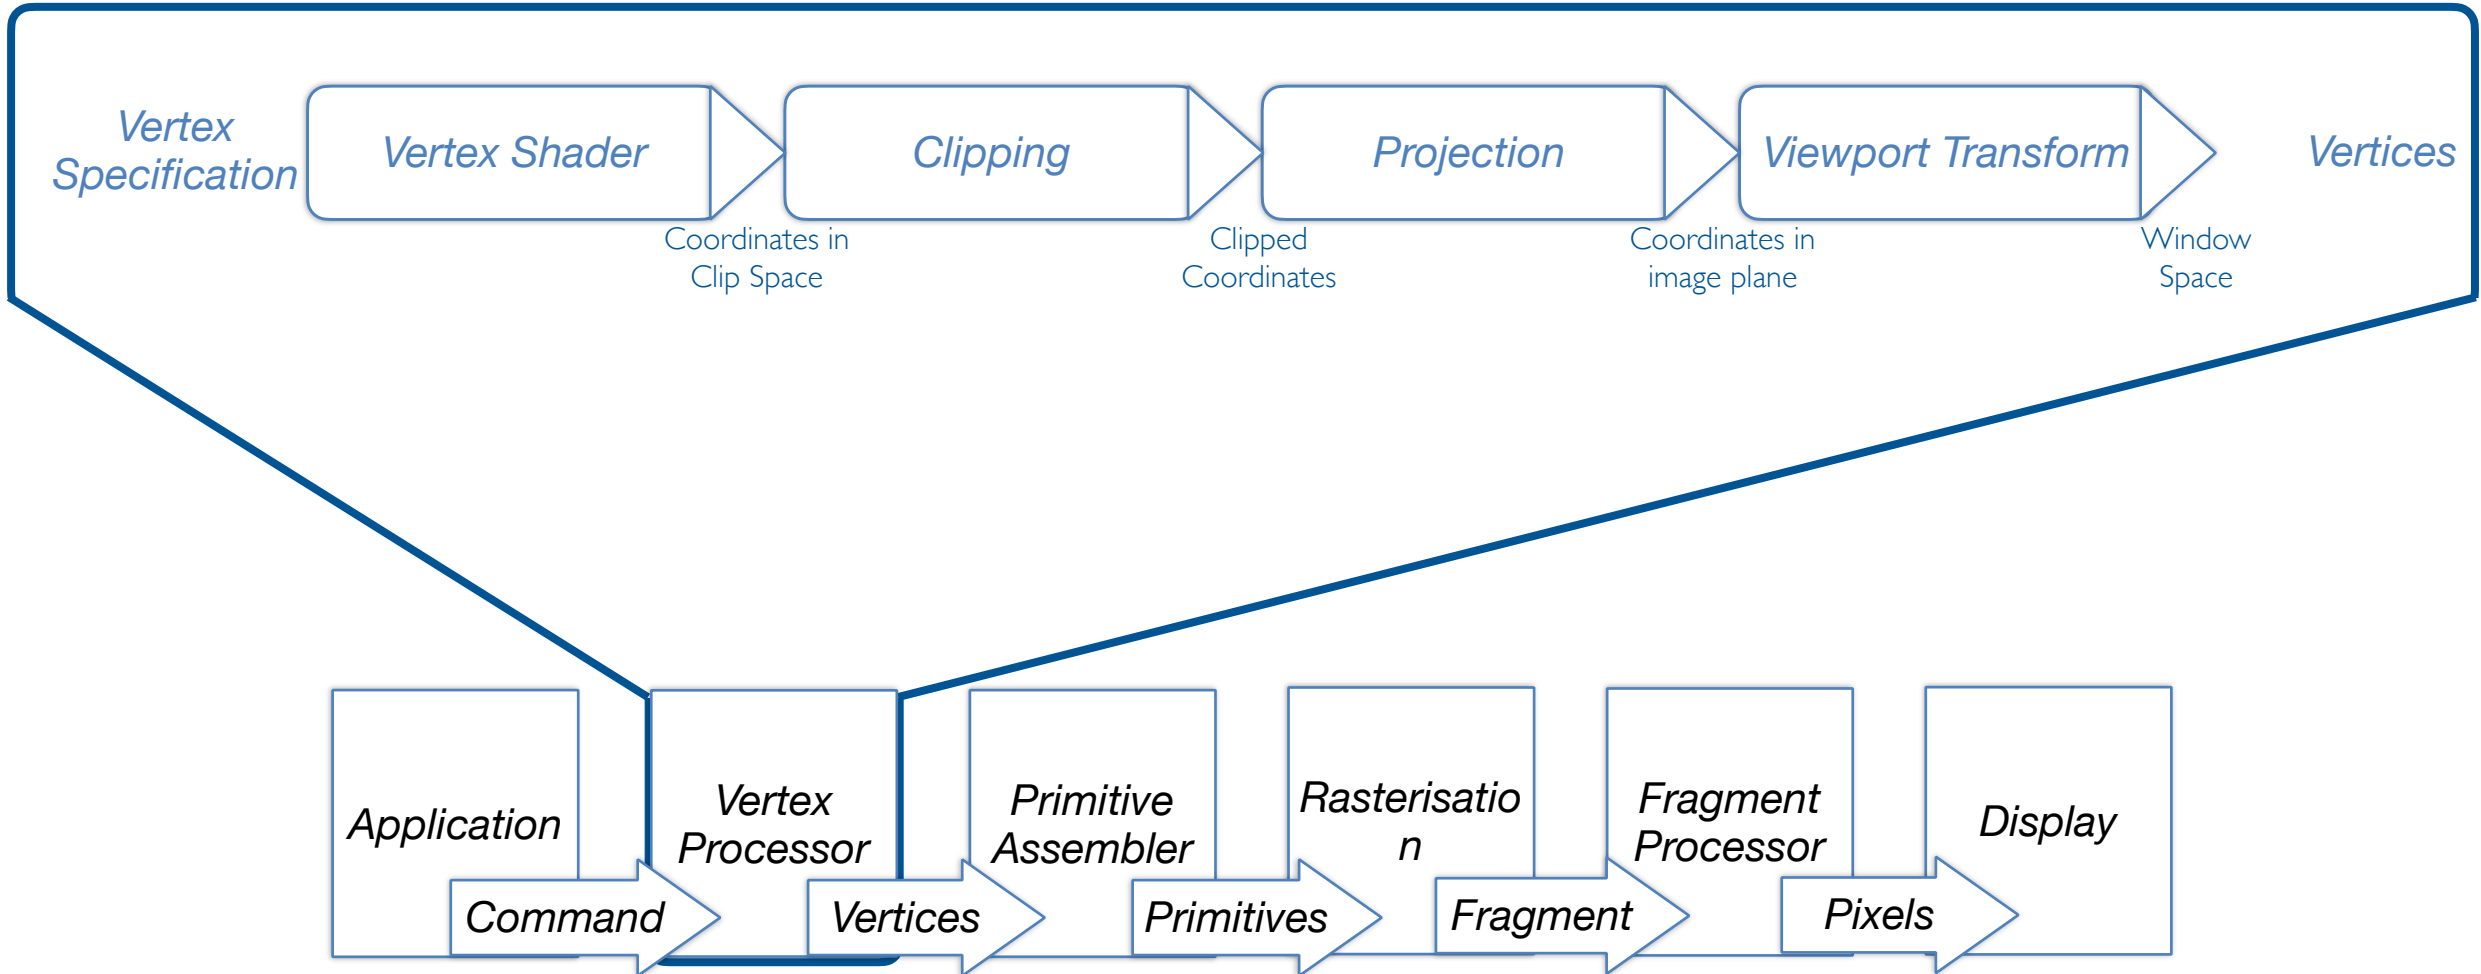 Vertex
Specification
Vertex Shader
Clipping
Projection
Viewport Transform
Vertices
Coordinates in
Clip Space
Clipped
Coordinates
Coordinates in
image plane
Window
Space
Application
Vertex
Processor
Primitive
Assembler
Rasterisatio
n
Fragment
Processor
Display
Command
Vertices
Primitives
Fragment
Pixels